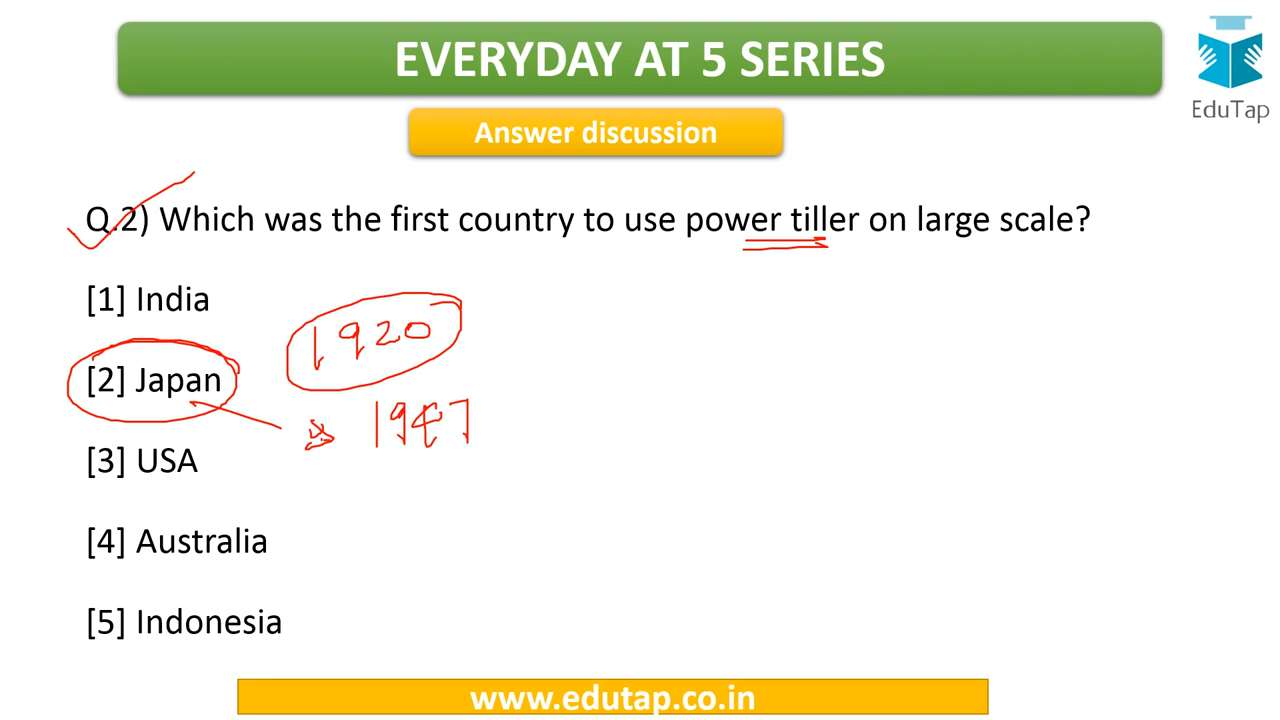 EVERYDAY AT 5 SERIES
EduTap
Answer discussion
Q.2) Which was the first country to use power tiller on large scale?
[1] India
1920
[2] Japan
1947
[3] USA
[4] Australia
[5] Indonesia
www.edutap.co.in